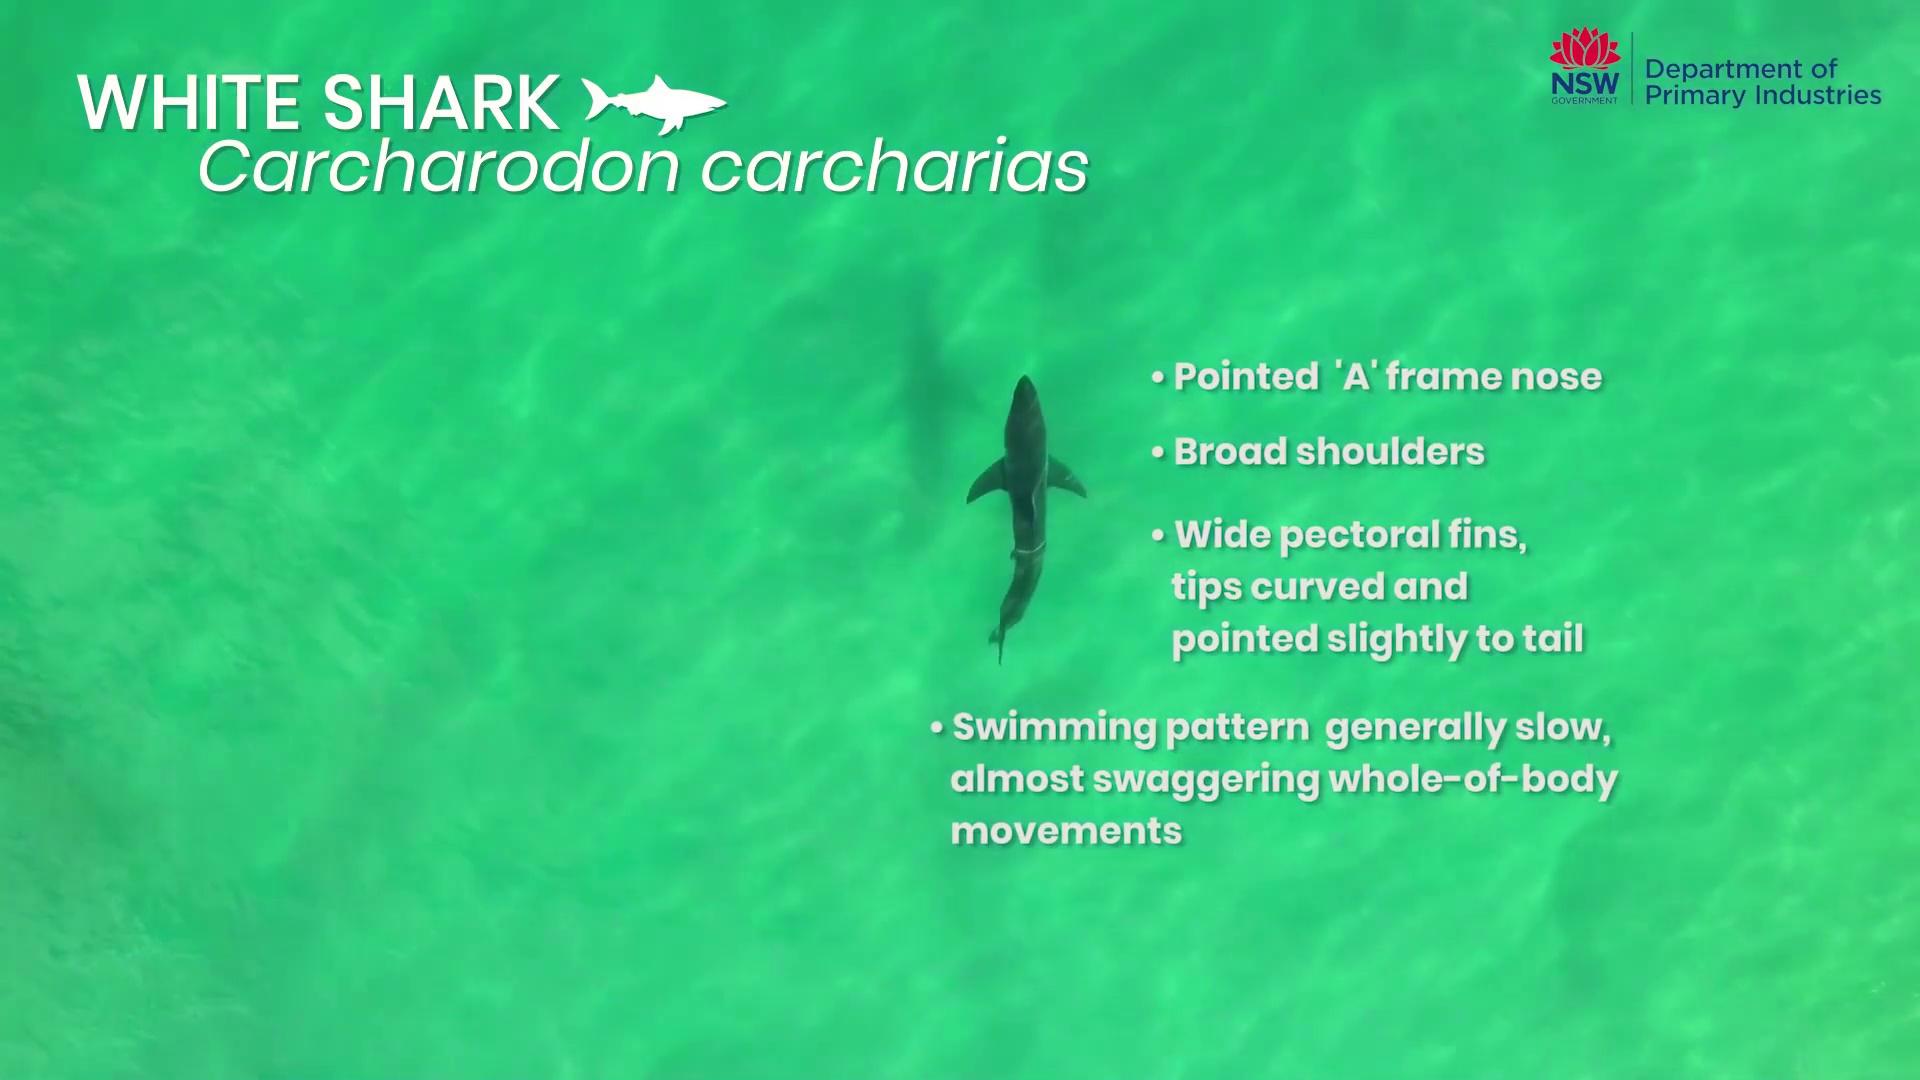 WHITE SHARK
Carcharodon carcharias
NSW
GOVERNMENT
Department of
Primary Industries
• Pointed 'A' frame nose
• Broad shoulders
• Wide pectoral fins,
tips curved and
pointed slightly to tail
• Swimming pattern generally slow,
almost swaggering whole-of-body
movements